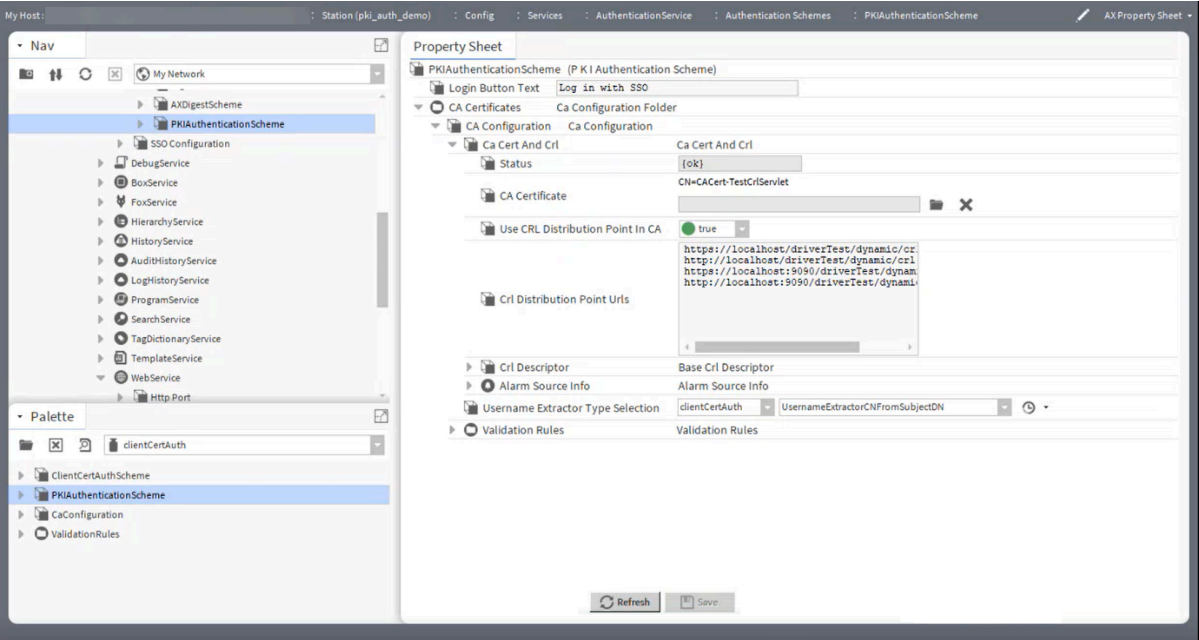 My Host : : Station (pki_auth_demo) : Config : Services : AuthenticationService : Authentication Schemes : PKIAuthenticationScheme AX Property Sheet
Nav
My Network
AXDigestScheme
PKIAuthenticationScheme
SSO Configuration
DebugService
BoxService
FoxService
HierarchyService
HistoryService
AuditHistoryService
LogHistoryService
ProgramService
SearchService
TagDictionaryService
TemplateService
WebService
Http Port
Palette
clientCertAuth
ClientCertAuthScheme
PKIAuthenticationScheme
CaConfiguration
ValidationRules
Property Sheet
PKIAuthenticationScheme (P K I Authentication Scheme)
Login Button Text Log in with SSO
CA Certificates Ca Configuration Folder
CA Configuration Ca Configuration
Ca Cert And Crl Ca Cert And Crl
Status {ok}
CN=CACert-TestCrlServlet
CA Certificate
Use CRL Distribution Point In CA true
https://localhost/driverTest/dynamic/cr
http://localhost/driverTest/dynamic/crl
https://localhost:9090/driverTest/dynam
http://localhost:9090/driverTest/dynami
Crl Distribution Point Urls
Crl Descriptor Base Crl Descriptor
Alarm Source Info Alarm Source Info
Username Extractor Type Selection clientCertAuth UsernameExtractorCNFromSubjectDN
Validation Rules Validation Rules
Refresh Save